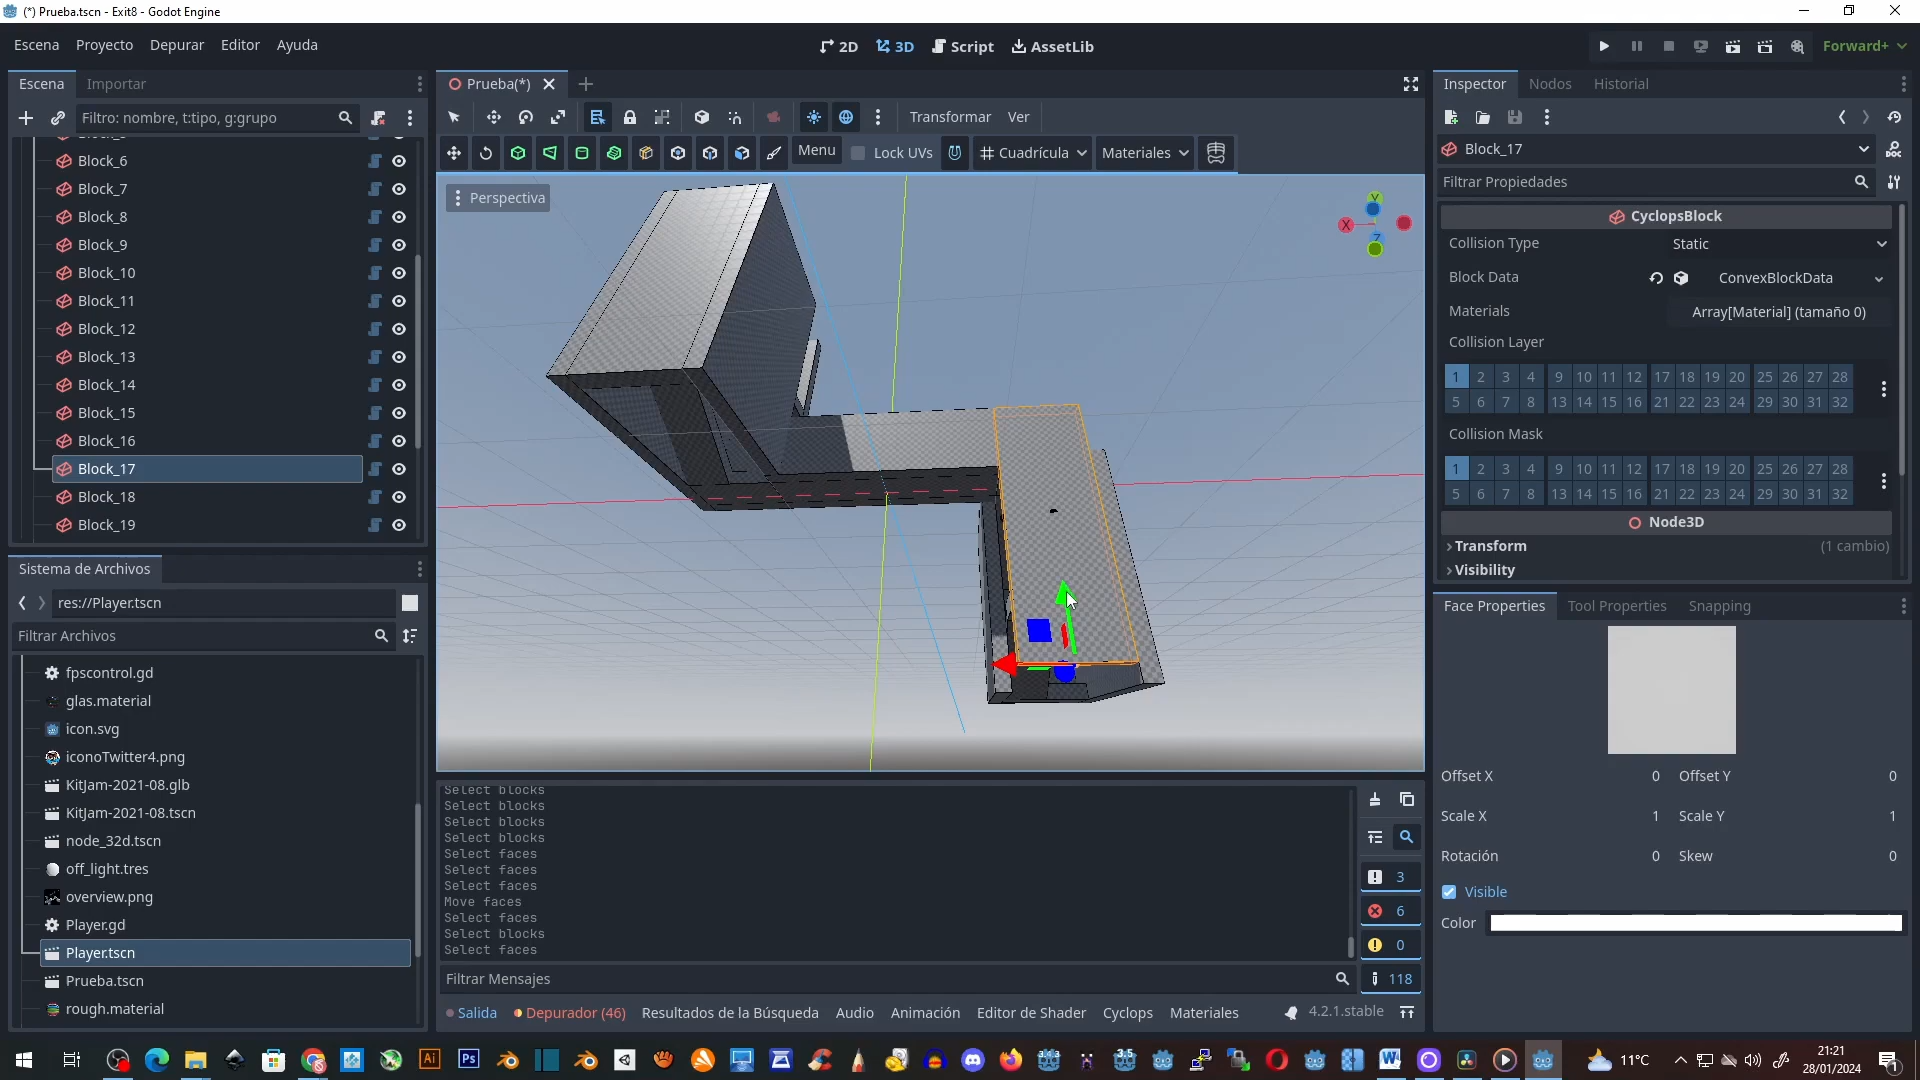 (*) Prueba.tscn - Exit8 - Godot Engine
Escena Proyecto Depurar Editor Ayuda
2D 3D Script AssetLib
Forward+
Escena Importar
Filtro: nombre, t:tipo, g:grupo
Block_6
Block_7
Block_8
Block_9
Block_10
Block_11
Block_12
Block_13
Block_14
Block_15
Block_16
Block_17
Block_18
Block_19
Sistema de Archivos
res://Player.tscn
Filtrar Archivos
fpscontrol.gd
glas.material
icon.svg
iconoTwitter4.png
KitJam-2021-08.glb
KitJam-2021-08.tscn
node_32d.tscn
off_light.tres
overview.png
Player.gd
Player.tscn
Prueba.tscn
rough.material
Prueba(*)
Transformar Ver
Menu Lock UVs Cuadrícula Materiales
Perspectiva
X Y Z
Select blocks
Select blocks
Select blocks
Select blocks
Select faces
Select faces
Select faces
Move faces
Select faces
Select blocks
Select faces
3
6
0
118
Filtrar Mensajes
Salida Depurador (46) Resultados de la Búsqueda Audio Animación Editor de Shader Cyclops Materiales 4.2.1.stable
Inspector Nodos Historial
Block_17
Filtrar Propiedades
CyclopsBlock
Collision Type Static
Block Data ConvexBlockData
Materials Array[Material] (tamaño 0)
Collision Layer
1 2 3 4 9 10 11 12 17 18 19 20 25 26 27 28
5 6 7 8 13 14 15 16 21 22 23 24 29 30 31 32
Collision Mask
1 2 3 4 9 10 11 12 17 18 19 20 25 26 27 28
5 6 7 8 13 14 15 16 21 22 23 24 29 30 31 32
Node3D
Transform (1 cambio)
Visibility
Face Properties Tool Properties Snapping
Offset X 0 Offset Y 0
Scale X 1 Scale Y 1
Rotación 0 Skew 0
Visible
Color
Ai Ps 3.4.3 3.5 W
11°C
21:21
28/01/2024
1